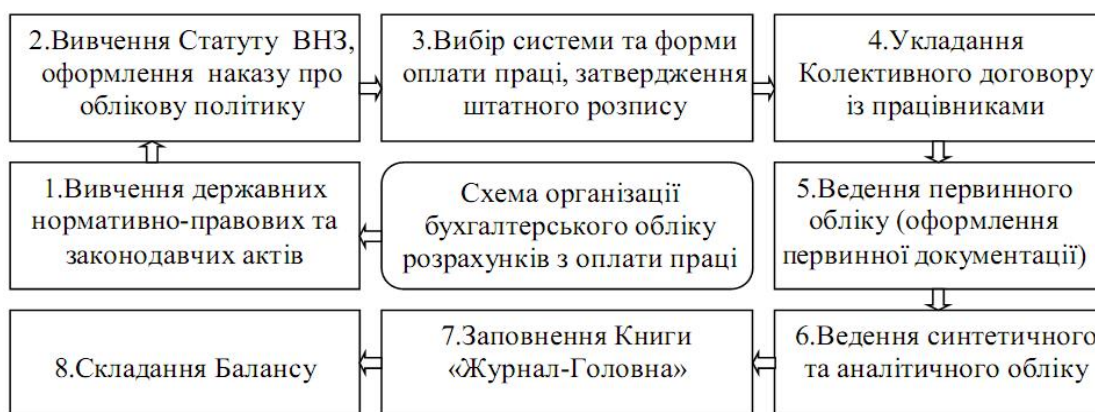 2.Вивчення Статуту ВНЗ,
оформлення наказу про
облікову політику
3.Вибір системи та форми
оплати праці, затвердження
штатного розпису
4.Укладання
Колективного договору
із працівниками
1.Вивчення державних
нормативно-правових та
законодавчих актів
Схема організації
бухгалтерського обліку
розрахунків з оплати праці
5.Ведення первинного
обліку (оформлення
первинної документації)
8.Складання Балансу
7.Заповнення Книги
«Журнал-Головна»
6.Ведення синтетичного
та аналітичного обліку